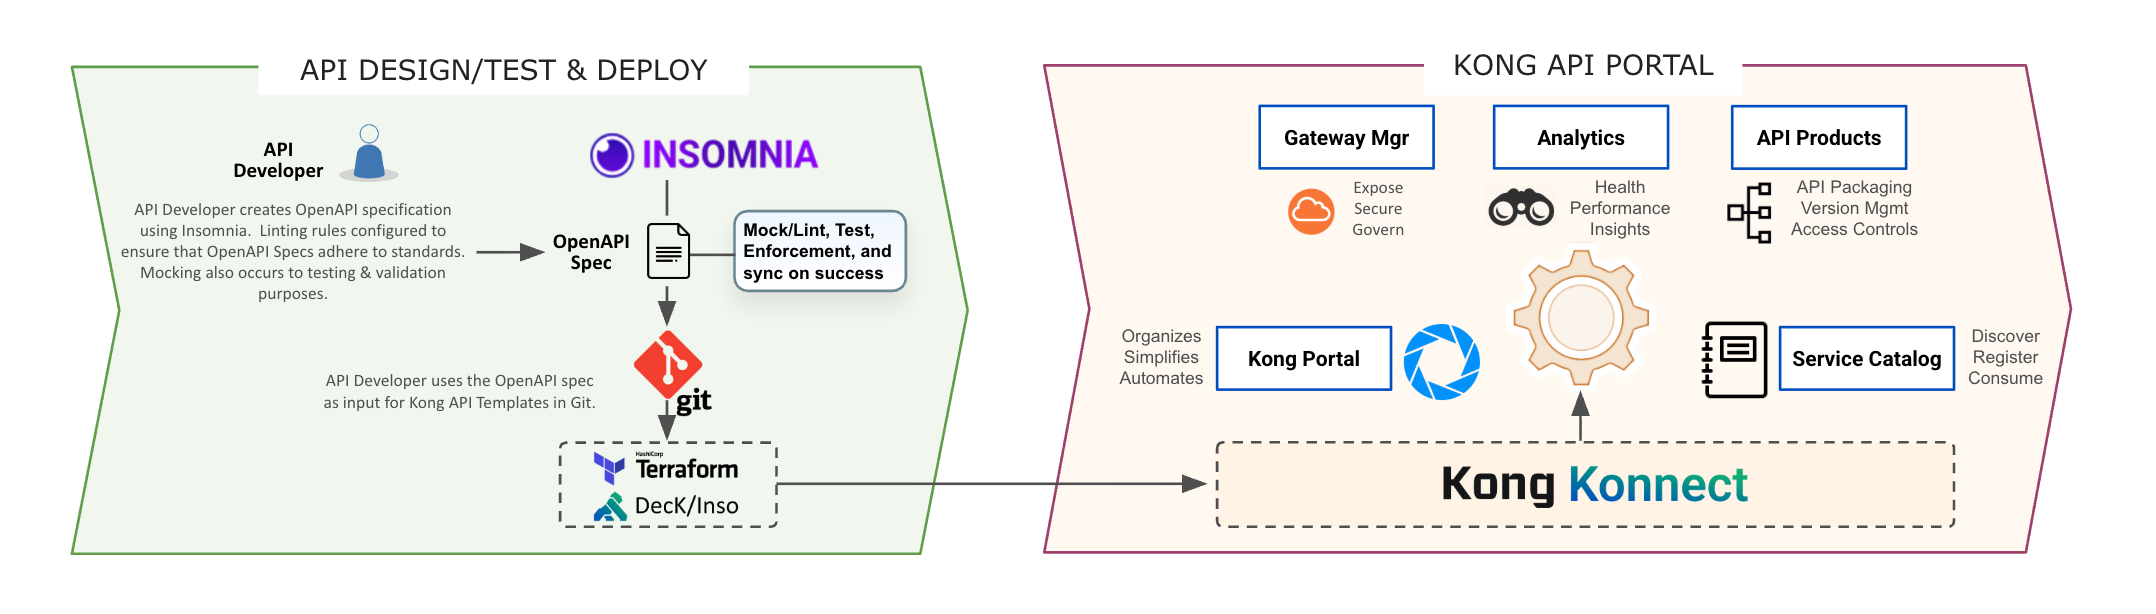 API DESIGN/TEST & DEPLOY
API
Developer
INSOMNIA
API Developer creates OpenAPI specification
using Insomnia. Linting rules configured to
ensure that OpenAPI Specs adhere to standards.
Mocking also occurs to testing & validation
purposes.
OpenAPI
Spec
Mock/Lint, Test,
Enforcement, and
sync on success
git
API Developer uses the OpenAPI spec
as input for Kong API Templates in Git.
HashiCorp
Terraform
DecK/Inso
KONG API PORTAL
Gateway Mgr
Expose
Secure
Govern
Analytics
Health
Performance
Insights
API Products
API Packaging
Version Mgmt
Access Controls
Organizes
Simplifies
Automates
Kong Portal
Service Catalog
Discover
Register
Consume
Kong Konnect